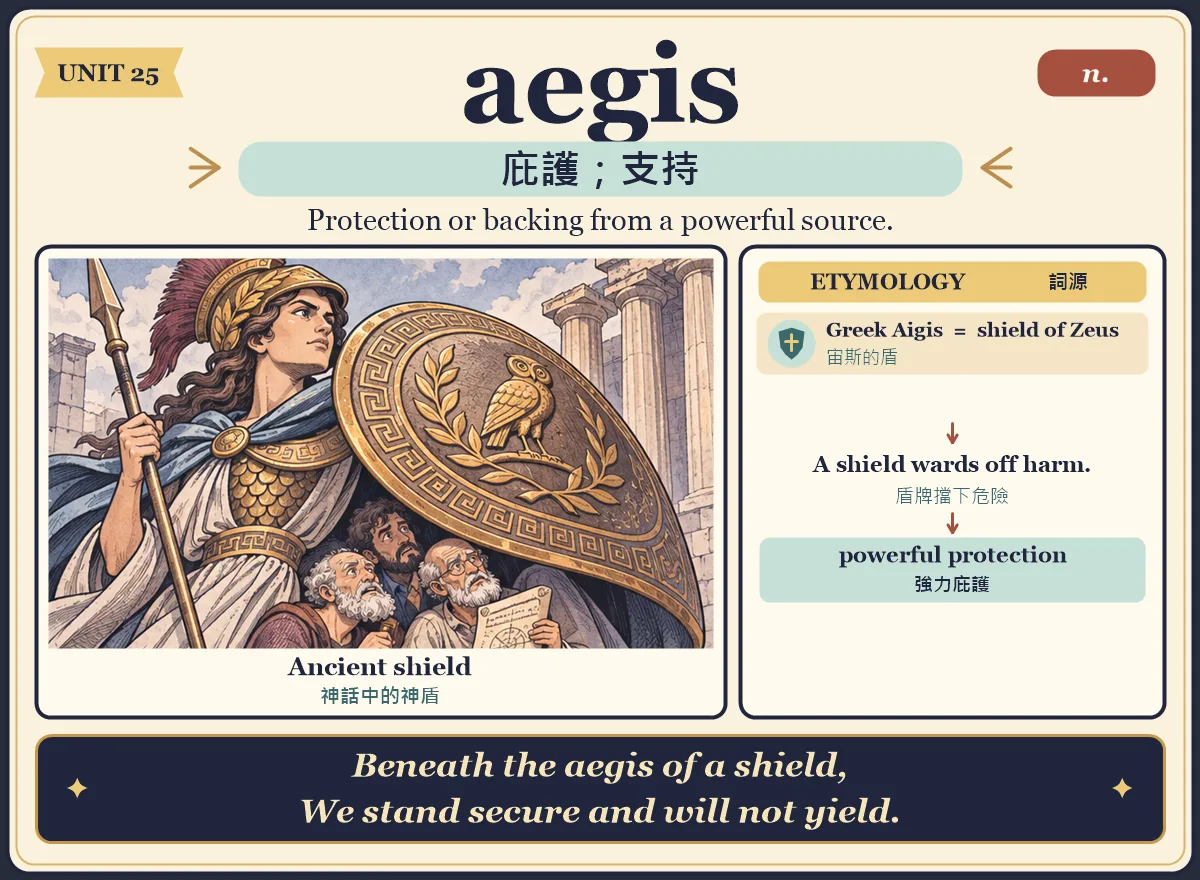 UNIT 25
aegis
n.
庇護；支持
Protection or backing from a powerful source.
Ancient shield
神話中的神盾
ETYMOLOGY 詞源
Greek Aigis = shield of Zeus
宙斯的盾
A shield wards off harm.
盾牌擋下危險
powerful protection
強力庇護
Beneath the aegis of a shield,
We stand secure and will not yield.